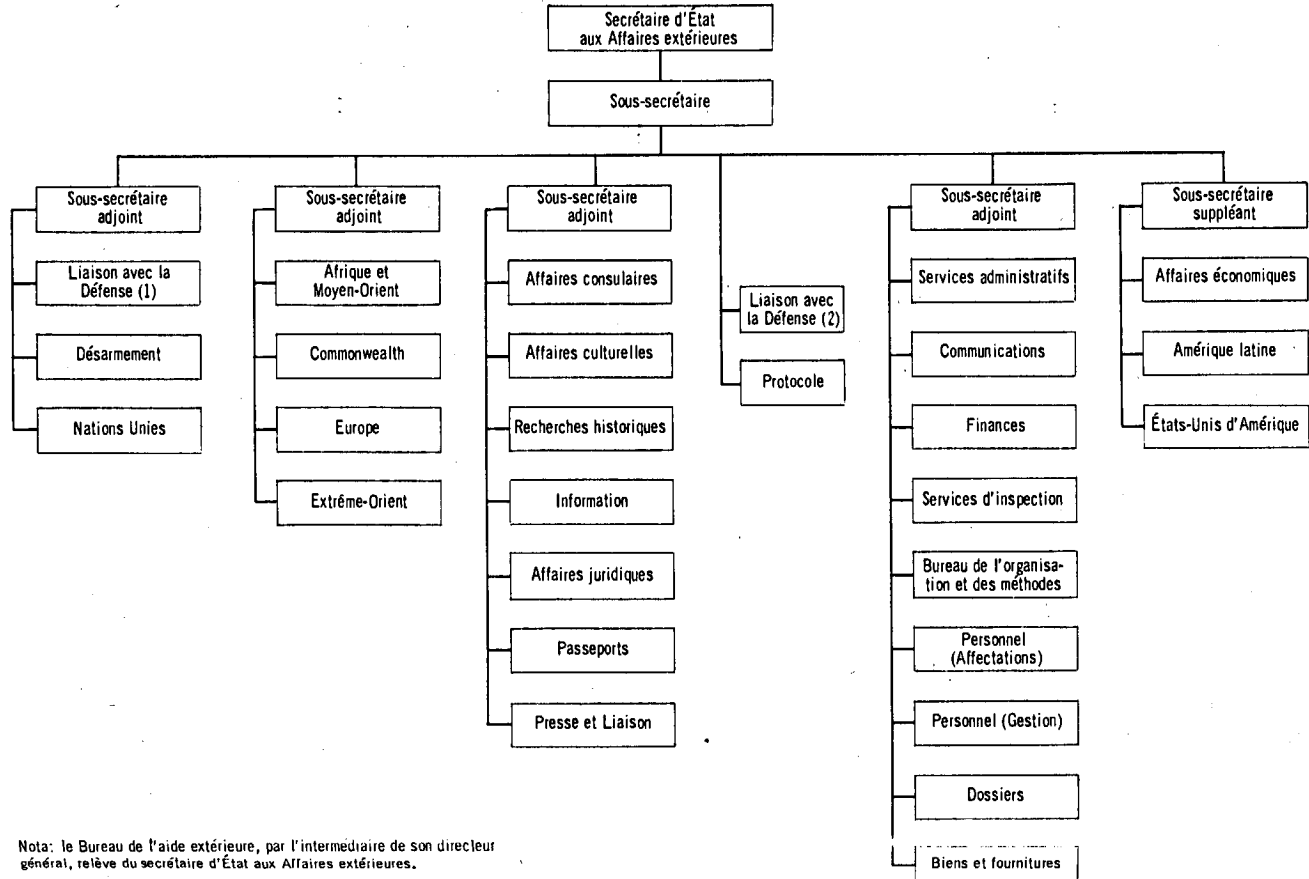 Secrétaire d'État
aux Affaires extérieures
Sous-secrétaire
Sous-secrétaire
adjoint
Liaison avec la
Défense (1)
Désarmement
Nations Unies
Sous-secrétaire
adjoint
Afrique et
Moyen-Orient
Commonwealth
Europe
Extrême-Orient
Sous-secrétaire
adjoint
Affaires consulaires
Affaires culturelles
Recherches historiques
Information
Affaires juridiques
Passeports
Presse et Liaison
Liaison avec
la Défense (2)
Protocole
Sous-secrétaire
adjoint
Services administratifs
Communications
Finances
Services d'inspection
Bureau de l'organisa-
tion et des méthodes
Personnel
(Affectations)
Personnel (Gestion)
Dossiers
Biens et fournitures
Sous-secrétaire
suppléant
Affaires économiques
Amérique latine
États-Unis d'Amérique
Nota: le Bureau de l'aide extérieure, par l'intermédiaire de son directeur
général, relève du secrétaire d'État aux Affaires extérieures.